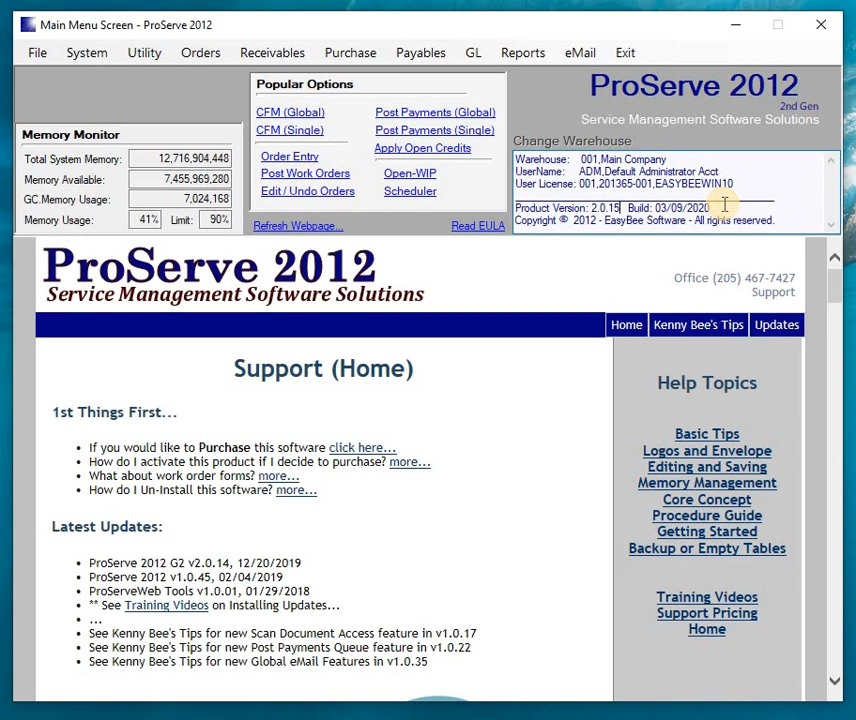 Main Menu Screen - ProServe 2012
File System Utility Orders Receivables Purchase Payables GL Reports eMail Exit
Popular Options
CFM (Global) Post Payments (Global)
CFM (Single) Post Payments (Single)
Apply Open Credits
Order Entry
Post Work Orders Open-WIP
Edit / Undo Orders Scheduler
Refresh Webpage... Read EULA
Memory Monitor
Total System Memory: 12,716,904,448
Memory Available: 7,455,969,280
GC.Memory Usage: 7,024,168
Memory Usage: 41% Limit: 90%
ProServe 2012
2nd Gen
Service Management Software Solutions
Change Warehouse
Warehouse: 001,Main Company
UserName: ADM,Default Administrator Acct
User License: 001,201365-001,EASYBEEWIN10
Product Version: 2.0.15 Build: 03/09/2020
Copyright © 2012 - EasyBee Software - All rights reserved.
ProServe 2012
Service Management Software Solutions
Office (205) 467-7427
Support
Home Kenny Bee's Tips Updates
Support (Home)
1st Things First...
If you would like to Purchase this software click here...
How do I activate this product if I decide to purchase? more...
What about work order forms? more...
How do I Un-Install this software? more...
Latest Updates:
ProServe 2012 G2 v2.0.14, 12/20/2019
ProServe 2012 v1.0.45, 02/04/2019
ProServeWeb Tools v1.0.01, 01/29/2018
** See Training Videos on Installing Updates...
...
See Kenny Bee's Tips for new Scan Document Access feature in v1.0.17
See Kenny Bee's Tips for new Post Payments Queue feature in v1.0.22
See Kenny Bee's Tips for new Global eMail Features in v1.0.35
Help Topics
Basic Tips
Logos and Envelope
Editing and Saving
Memory Management
Core Concept
Procedure Guide
Getting Started
Backup or Empty Tables
Training Videos
Support Pricing
Home